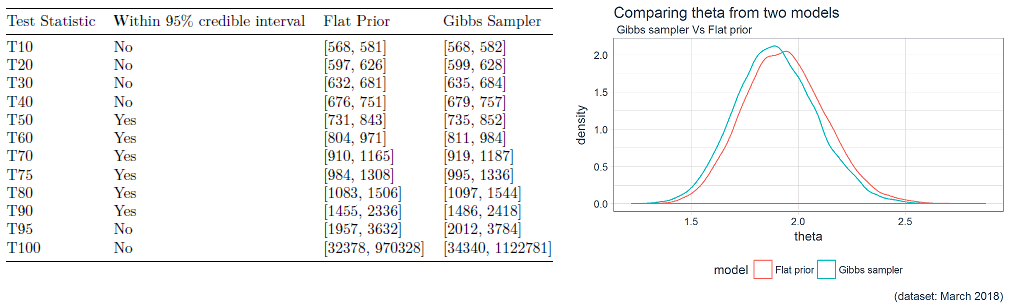 Test Statistic Within 95% credible interval Flat Prior Gibbs Sampler
T10 No [568, 581] [568, 582]
T20 No [597, 626] [599, 628]
T30 No [632, 681] [635, 684]
T40 No [676, 751] [679, 757]
T50 Yes [731, 843] [735, 852]
T60 Yes [804, 971] [811, 984]
T70 Yes [910, 1165] [919, 1187]
T75 Yes [984, 1308] [995, 1336]
T80 Yes [1083, 1506] [1097, 1544]
T90 Yes [1455, 2336] [1486, 2418]
T95 No [1957, 3632] [2012, 3784]
T100 No [32378, 970328] [34340, 1122781]
Comparing theta from two models
Gibbs sampler Vs Flat prior
2.0
1.5
1.0
0.5
0.0
density
1.5 2.0 2.5
theta
model Flat prior Gibbs sampler
(dataset: March 2018)